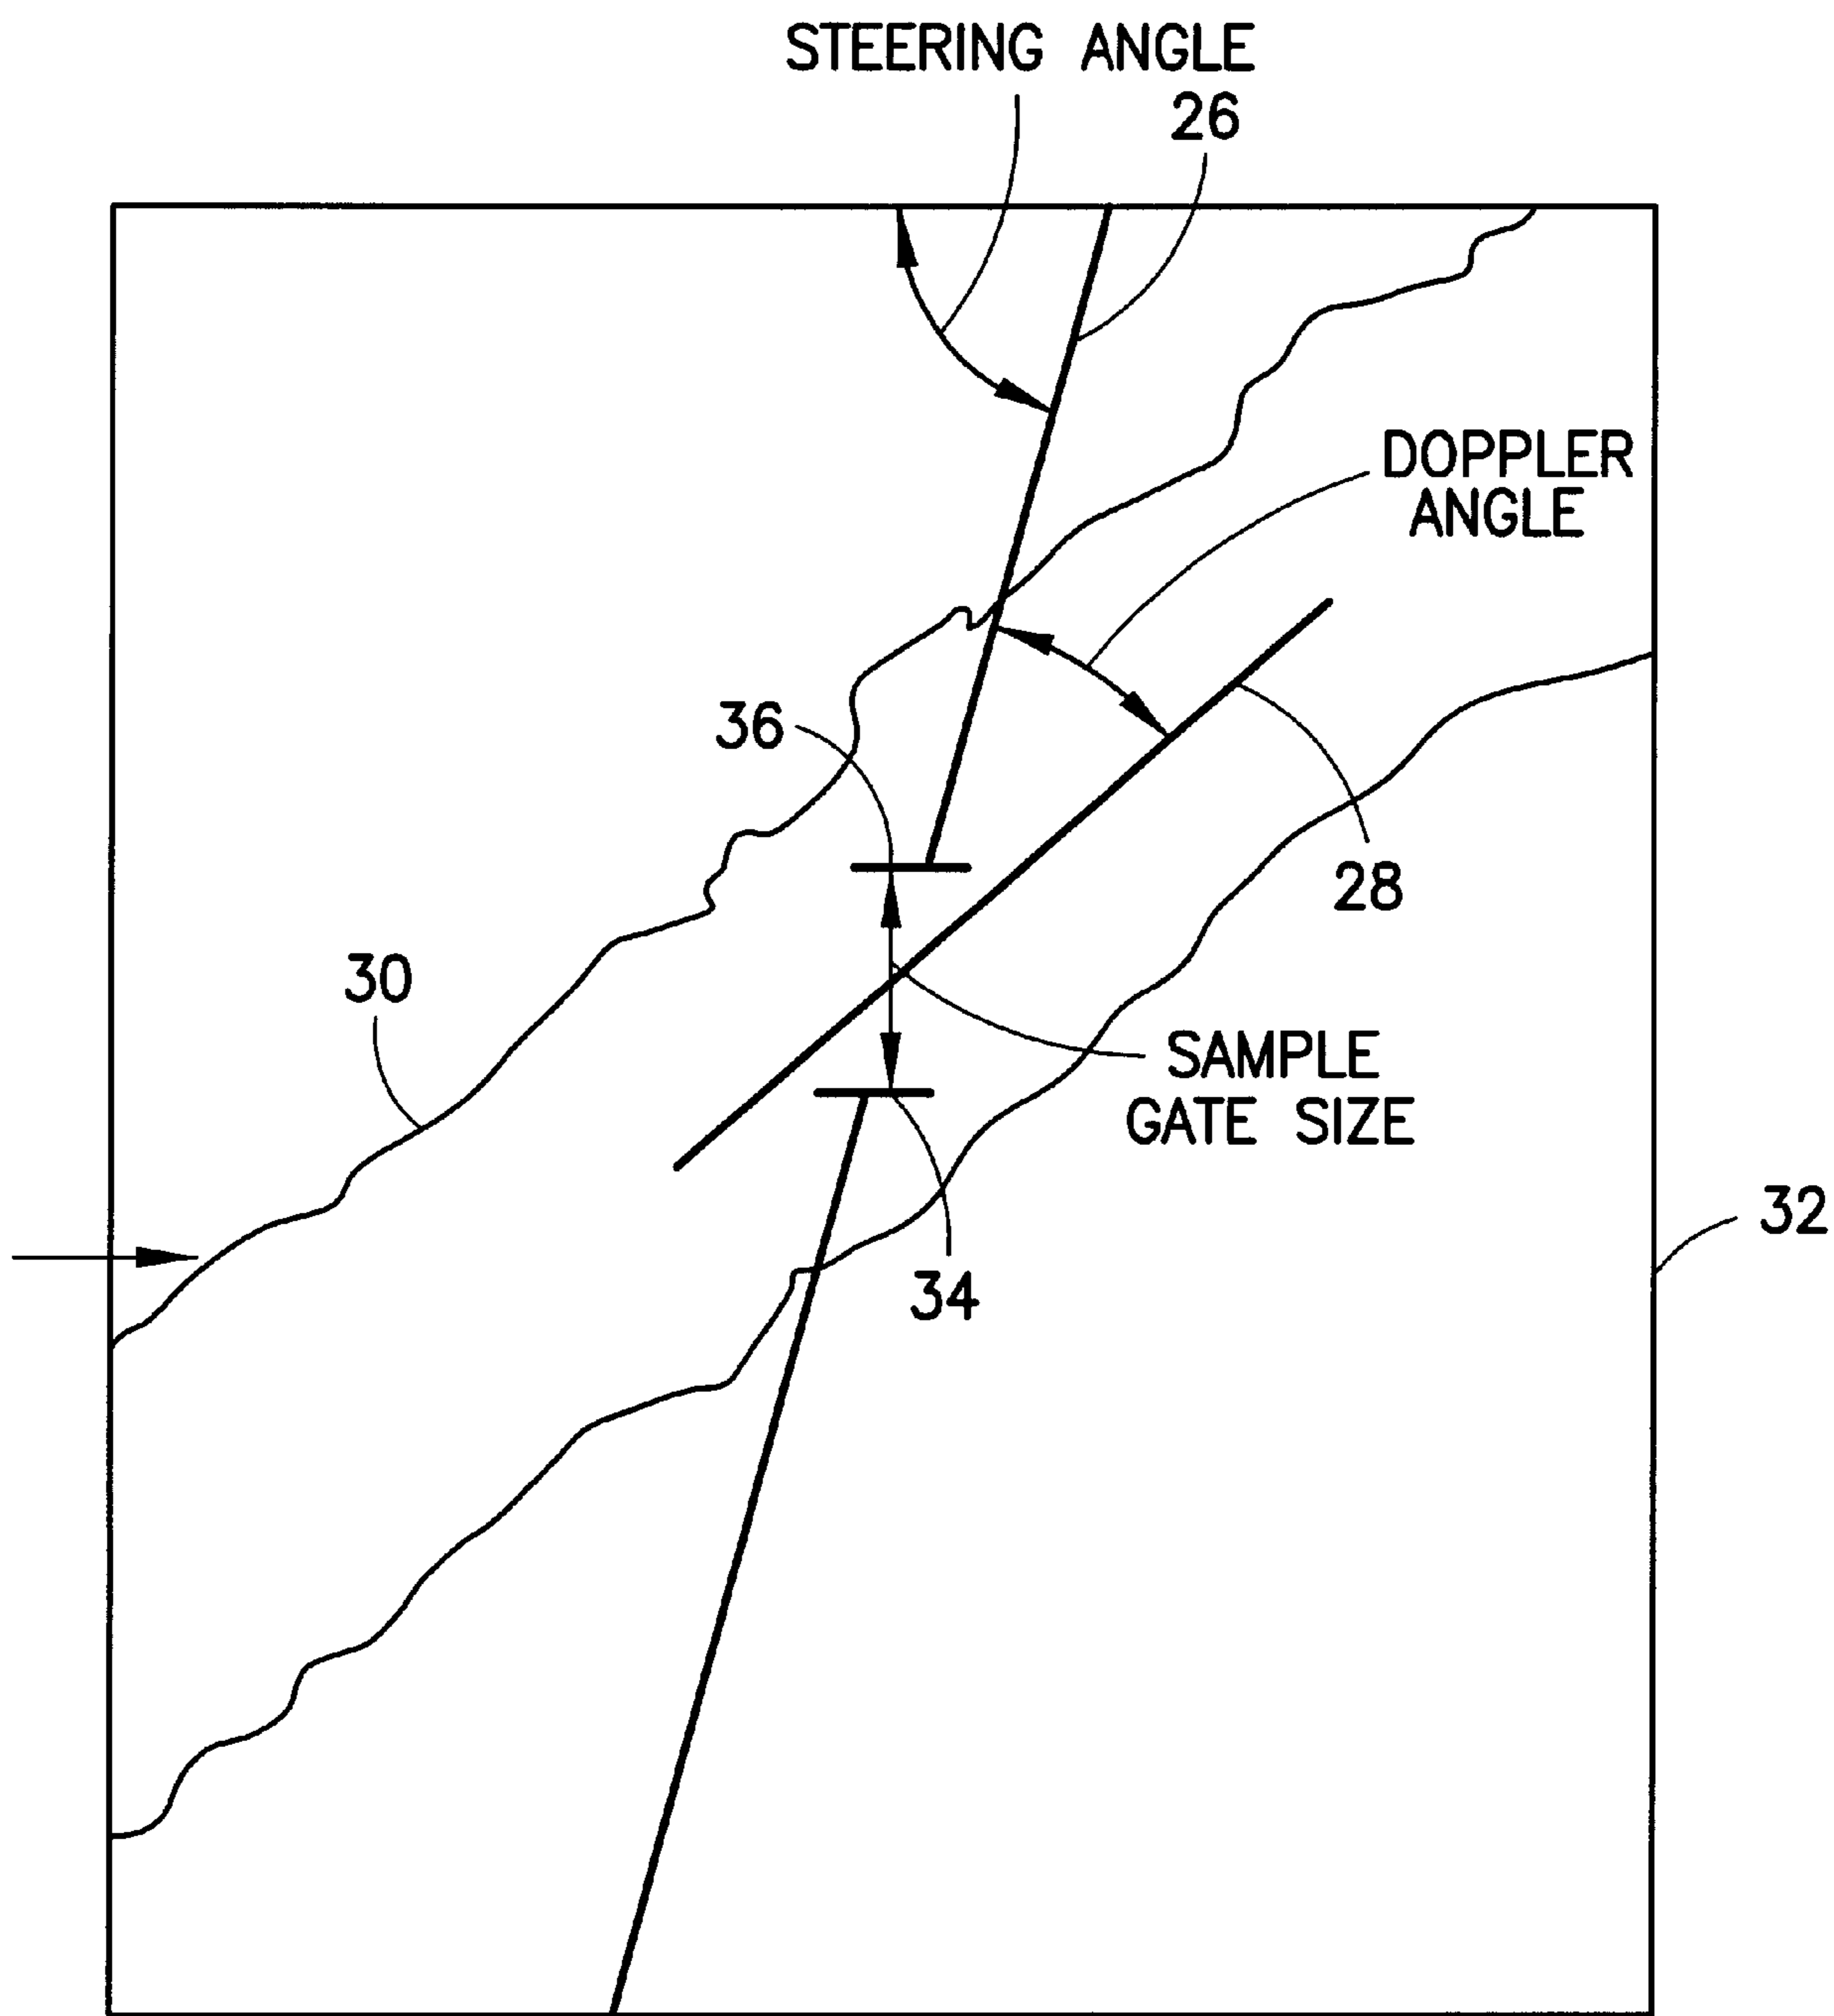 STEERING ANGLE
26
DOPPLER
ANGLE
36
28
30
SAMPLE
GATE SIZE
32
34